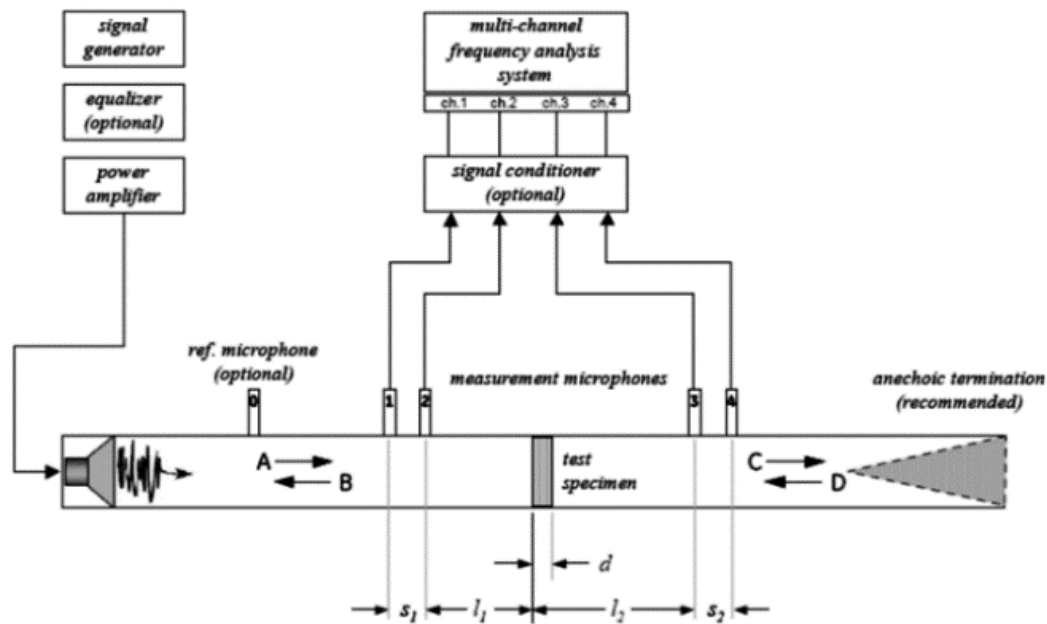 signal
generator
equalizer
(optional)
power
amplifier
multi-channel
frequency analysis
system
ch.1 ch.2 ch.3 ch.4
signal conditioner
(optional)
ref. microphone
(optional)
measurement microphones
anechoic termination
(recommended)
0 1 2 3 4
A
B
test
specimen
C
D
d
s1 l1 l2 s2